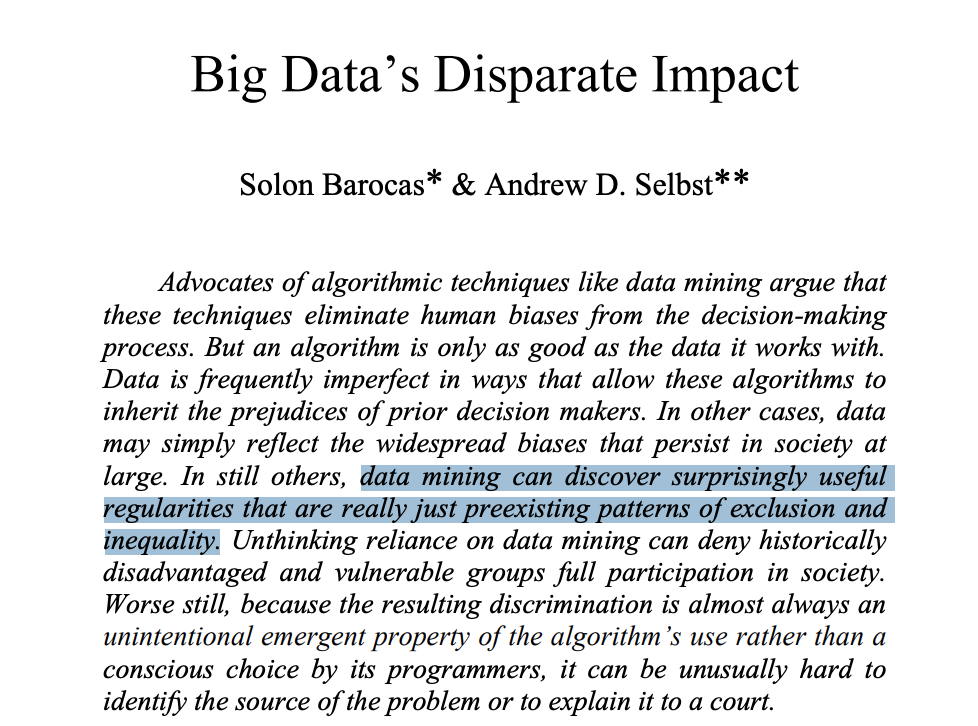 Big Data’s Disparate Impact
Solon Barocas* & Andrew D. Selbst**
Advocates of algorithmic techniques like data mining argue that
these techniques eliminate human biases from the decision-making
process. But an algorithm is only as good as the data it works with.
Data is frequently imperfect in ways that allow these algorithms to
inherit the prejudices of prior decision makers. In other cases, data
may simply reflect the widespread biases that persist in society at
large. In still others, data mining can discover surprisingly useful
regularities that are really just preexisting patterns of exclusion and
inequality. Unthinking reliance on data mining can deny historically
disadvantaged and vulnerable groups full participation in society.
Worse still, because the resulting discrimination is almost always an
unintentional emergent property of the algorithm’s use rather than a
conscious choice by its programmers, it can be unusually hard to
identify the source of the problem or to explain it to a court.